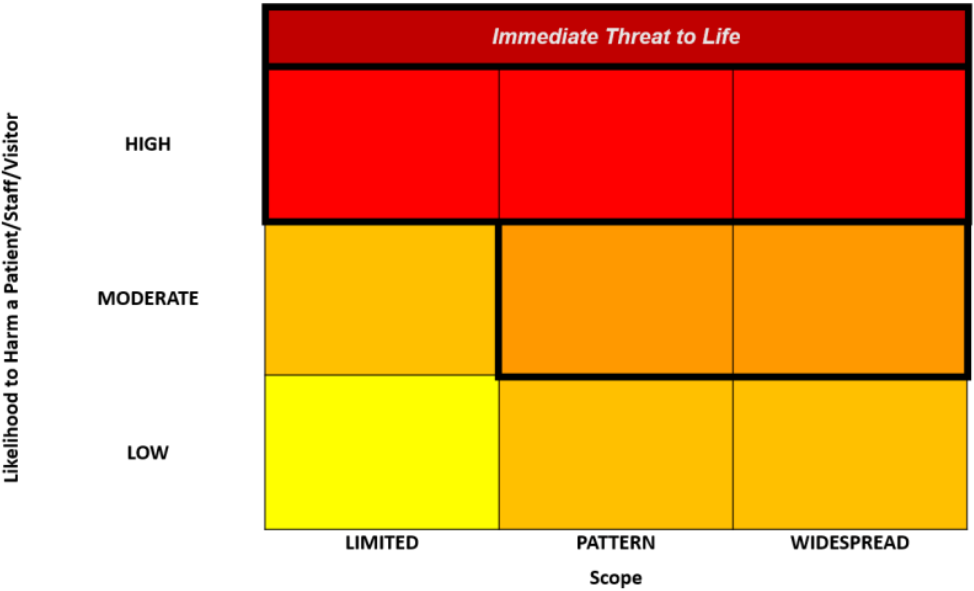 Immediate Threat to Life
Likelihood to Harm a Patient/Staff/Visitor
HIGH
MODERATE
LOW
LIMITED PATTERN WIDESPREAD
Scope